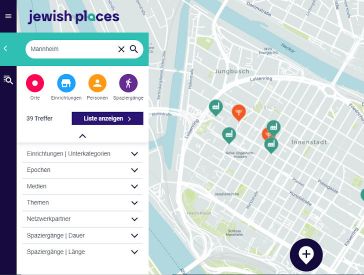 jewish places
Mannheim
Orte
Einrichtungen
Personen
Spaziergänge
39 Treffer
Liste anzeigen
Einrichtungen | Unterkategorien
Epochen
Medien
Themen
Netzwerkpartner
Spaziergänge | Dauer
Spaziergänge | Länge
Jungbusch
Luisenring
Innenstadt